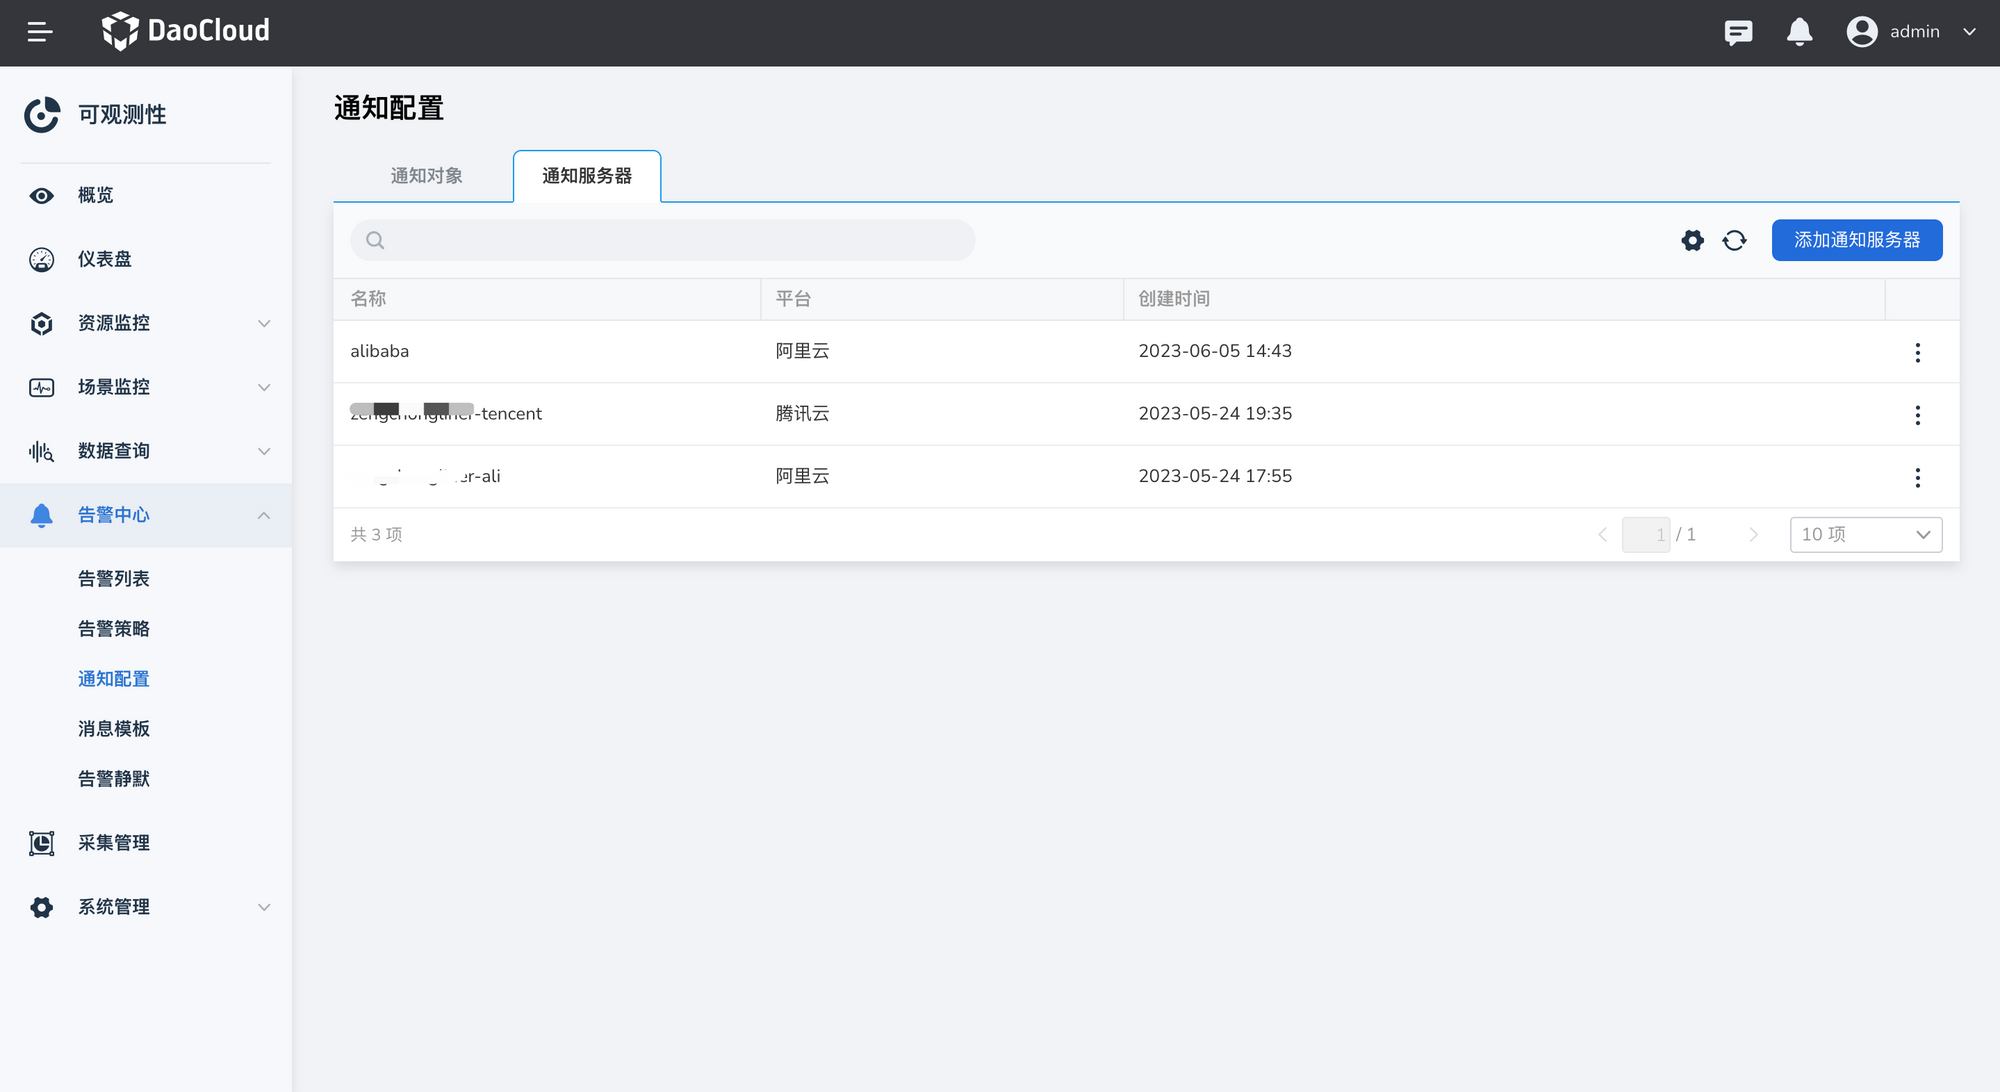 DaoCloud
admin
可观测性
概览
仪表盘
资源监控
场景监控
数据查询
告警中心
告警列表
告警策略
通知配置
消息模板
告警静默
采集管理
系统管理
通知配置
通知对象 通知服务器
添加通知服务器
名称 平台 创建时间
alibaba 阿里云 2023-06-05 14:43
-tencent 腾讯云 2023-05-24 19:35
er-ali 阿里云 2023-05-24 17:55
共 3 项 1 / 1 10 项